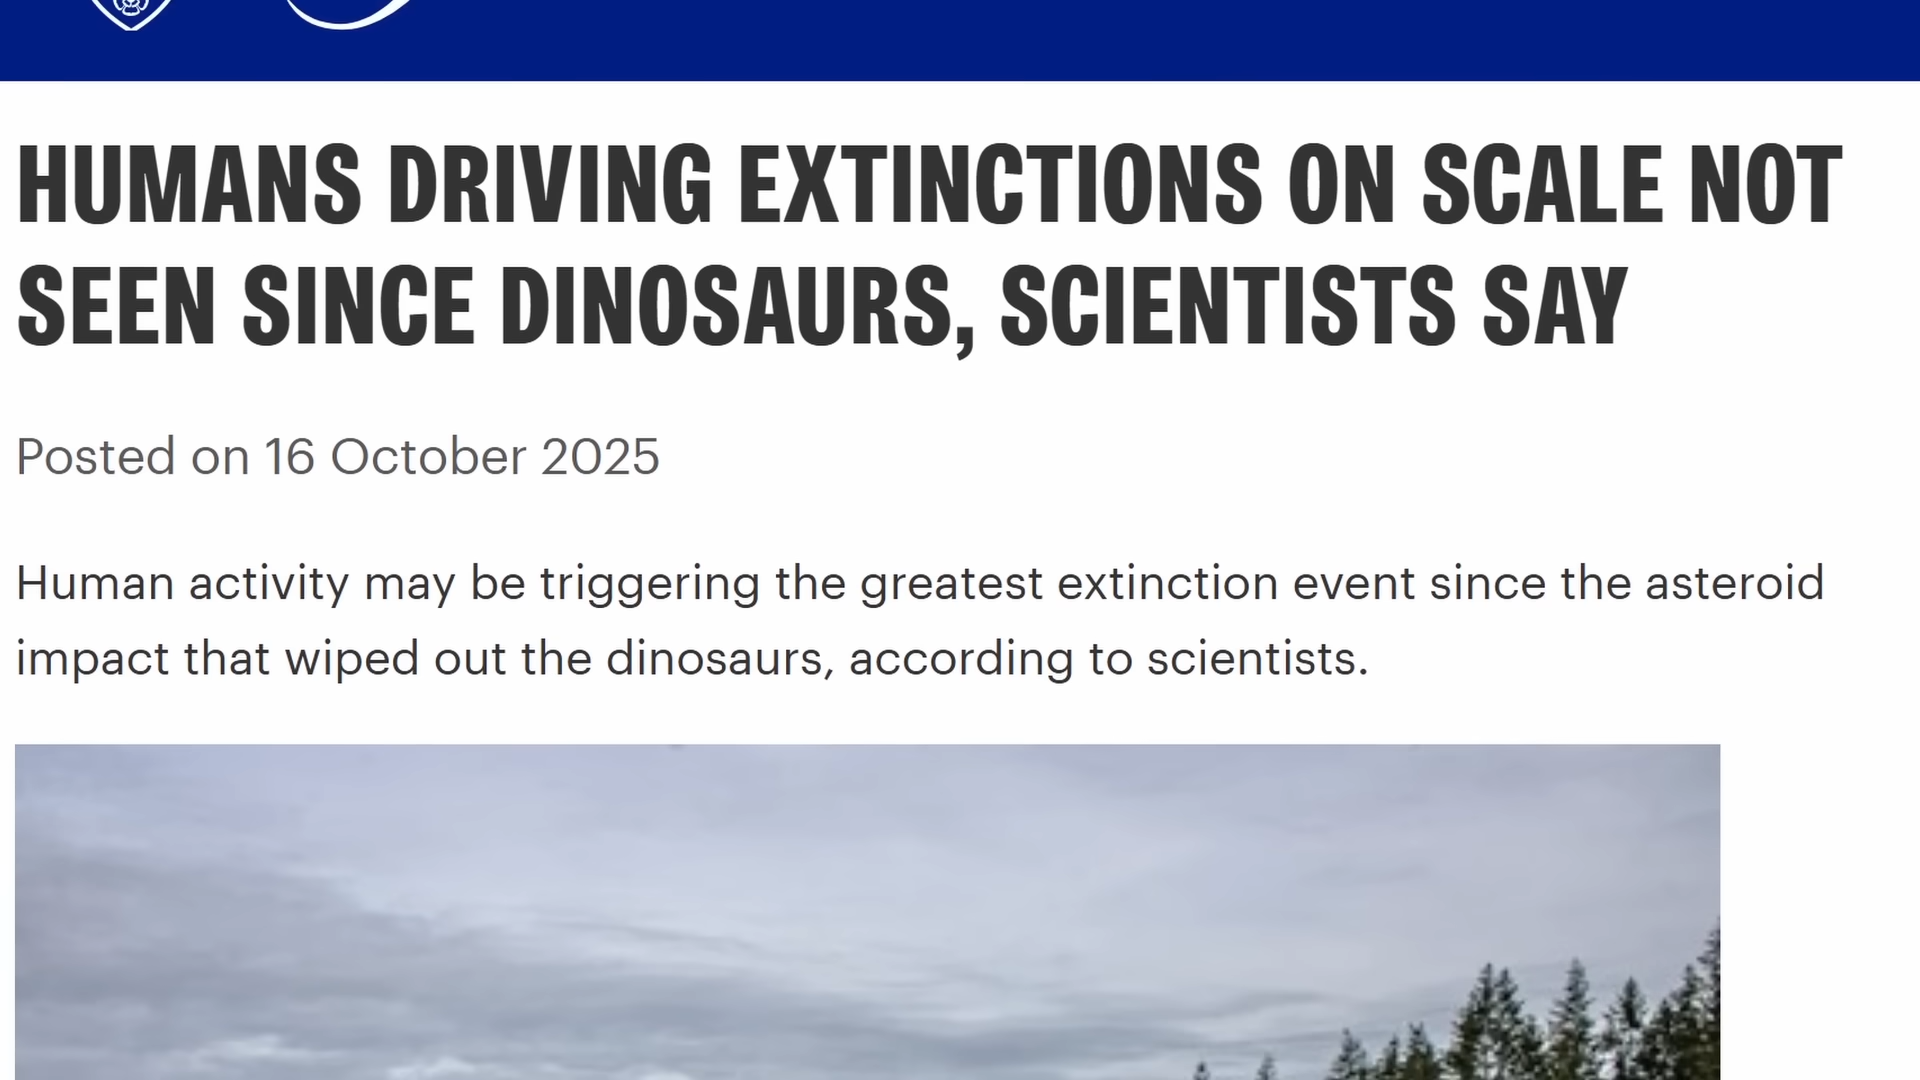 HUMANS DRIVING EXTINCTIONS ON SCALE NOT
SEEN SINCE DINOSAURS, SCIENTISTS SAY
Posted on 16 October 2025
Human activity may be triggering the greatest extinction event since the asteroid
impact that wiped out the dinosaurs, according to scientists.